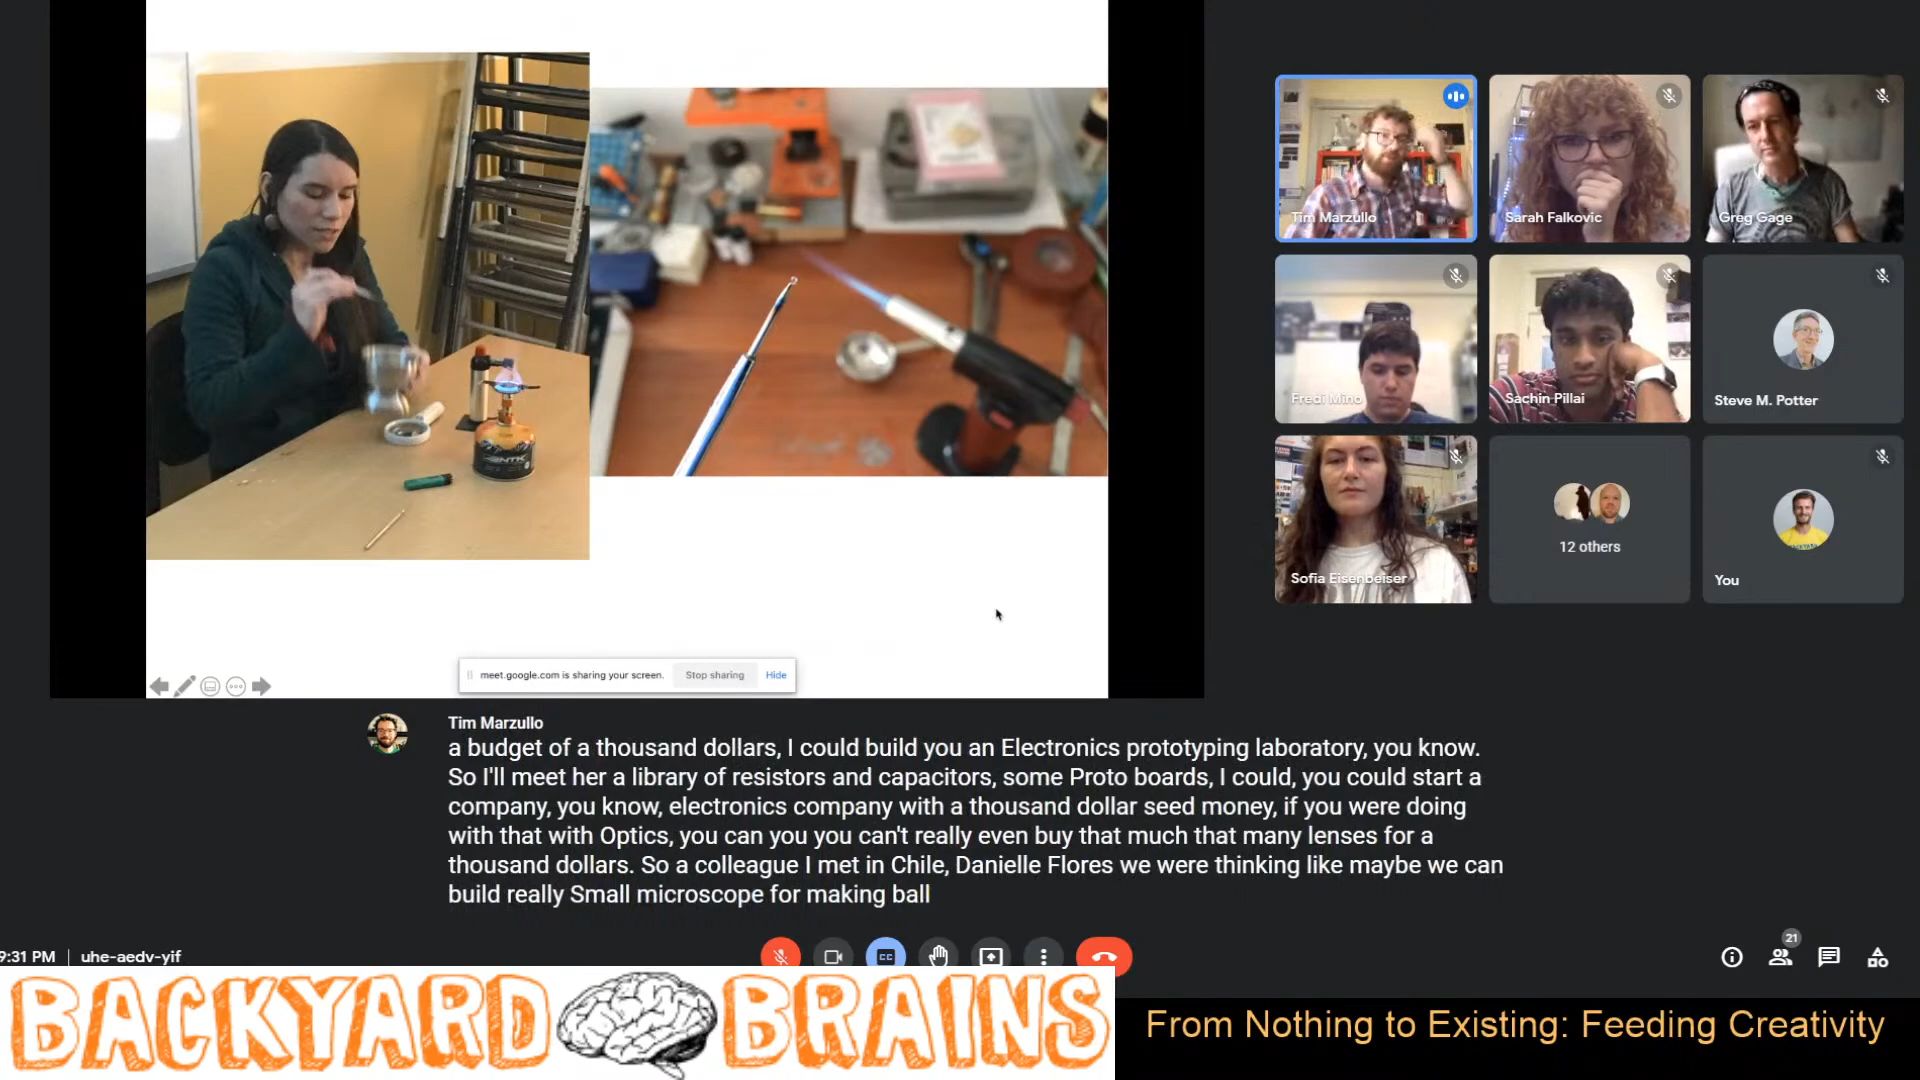 Tim Marzullo
Sarah Falkovic
Greg Gage
Fredi Mino
Sachin Pillai
Steve M. Potter
Sofia Eisenbeiser
12 others
You
NTK
meet.google.com is sharing your screen.
Stop sharing
Hide
Tim Marzullo
a budget of a thousand dollars, I could build you an Electronics prototyping laboratory, you know.
So I'll meet her a library of resistors and capacitors, some Proto boards, I could, you could start a
company, you know, electronics company with a thousand dollar seed money, if you were doing
with that with Optics, you can you you can't really even buy that much that many lenses for a
thousand dollars. So a colleague I met in Chile, Danielle Flores we were thinking like maybe we can
build really Small microscope for making ball
9:31 PM | uhe-aedv-yif
CC
21
BACKYARD BRAINS
From Nothing to Existing: Feeding Creativity